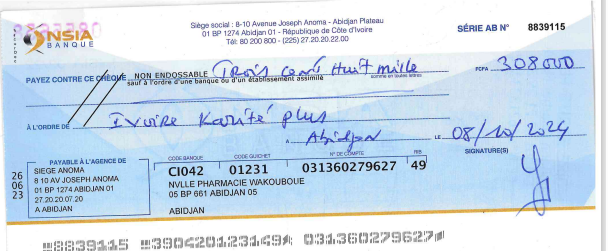 NSIA
BANQUE
Siège social : 8-10 Avenue Joseph Anoma - Abidjan Plateau
01 BP 1274 Abidjan 01 - République de Côte d'Ivoire
Tél: 80 200 800 - (225) 27.20.20.22.00
SÉRIE AB N° 8839115
PAYEZ CONTRE CE CHÈQUE NON ENDOSSABLE Trois cent Huit mille FCFA 308000
sauf à l'ordre d'une banque ou d'un établissement assimilé somme en toutes lettres
À L'ORDRE DE Ivoire Karité plus
A Abidjan LE 08/10/2024
PAYABLE À L'AGENCE DE
SIEGE ANOMA
8 10 AV JOSEPH ANOMA
01 BP 1274 ABIDJAN 01
27.20.20.07.20
A ABIDJAN
26
06
23
CODE BANQUE CODE GUICHET N° DE COMPTE RIB
CI042 01231 031360279627 49
SIGNATURE(S)
NVLLE PHARMACIE WAKOUBOUE
05 BP 661 ABIDJAN 05
ABIDJAN
8839115 390420123149 031360279627